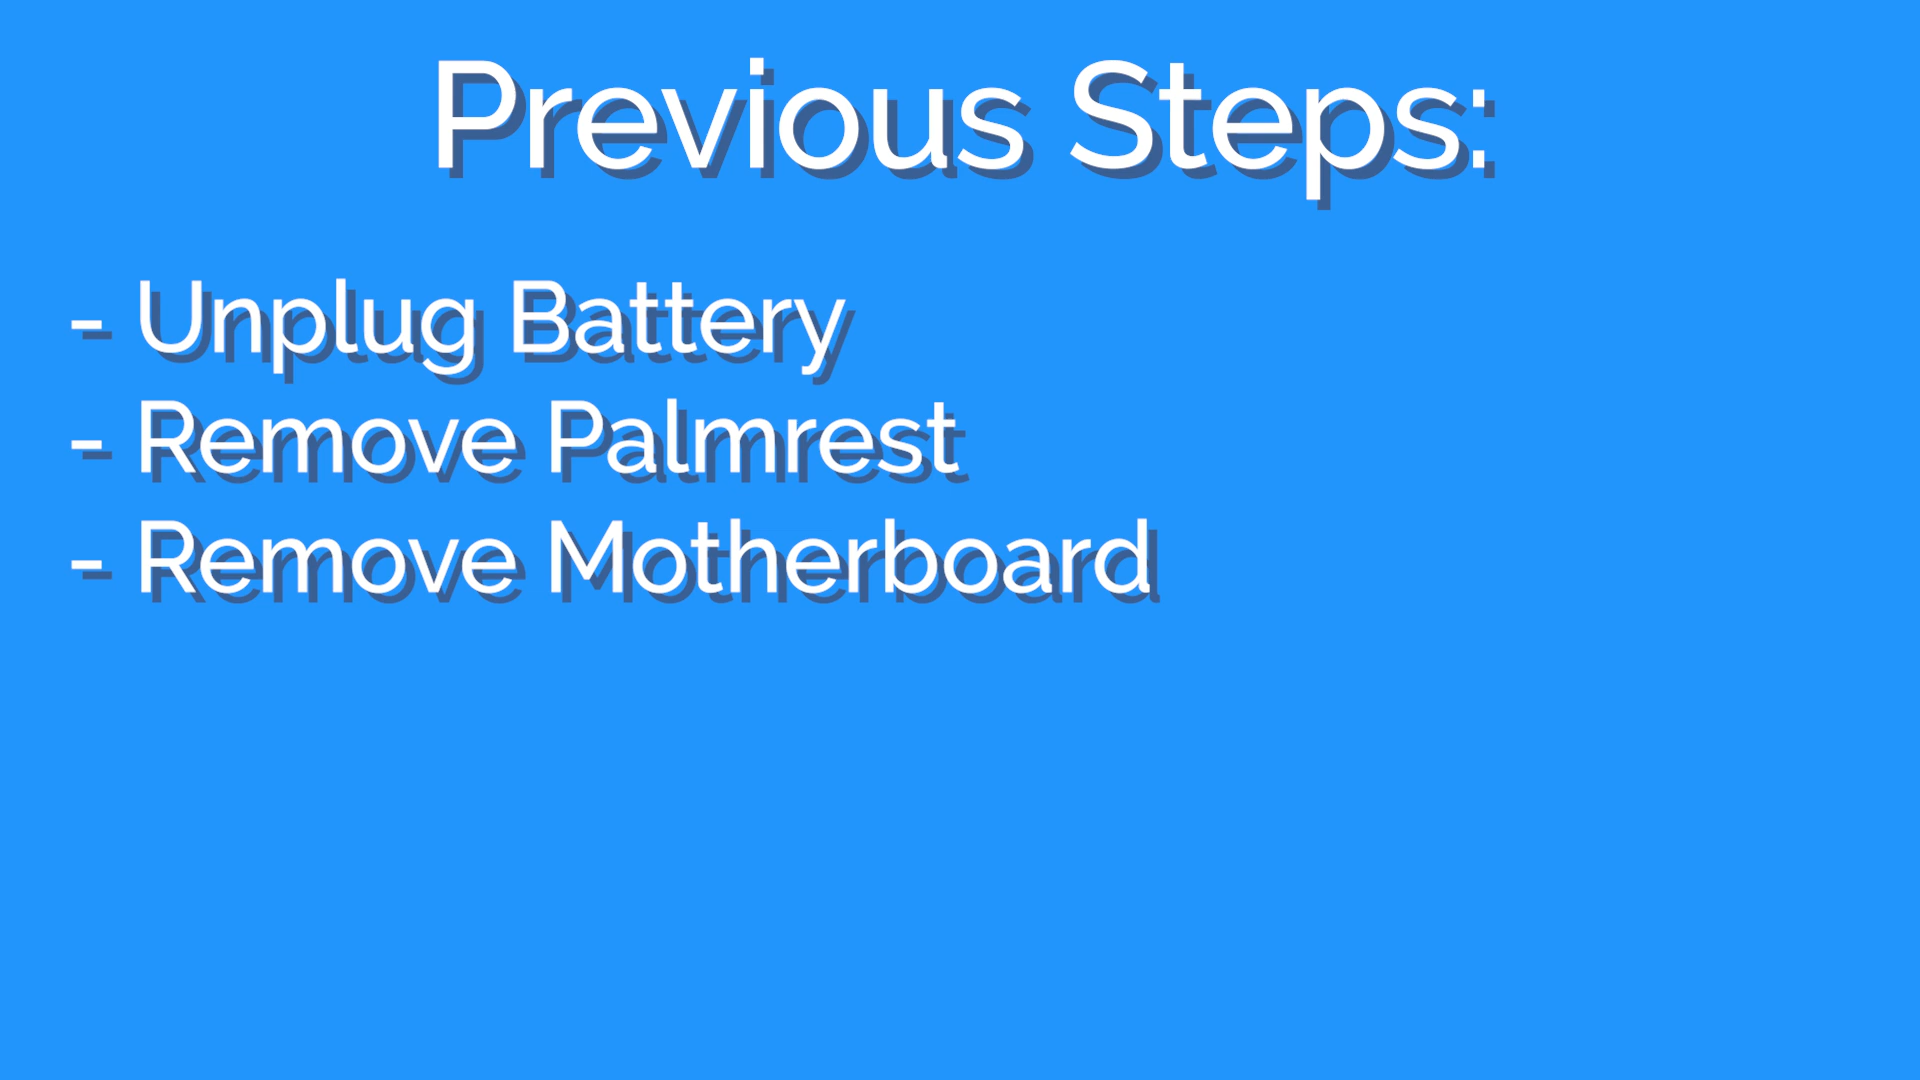 Previous Steps:
- Unplug Battery
- Remove Palmrest
- Remove Motherboard